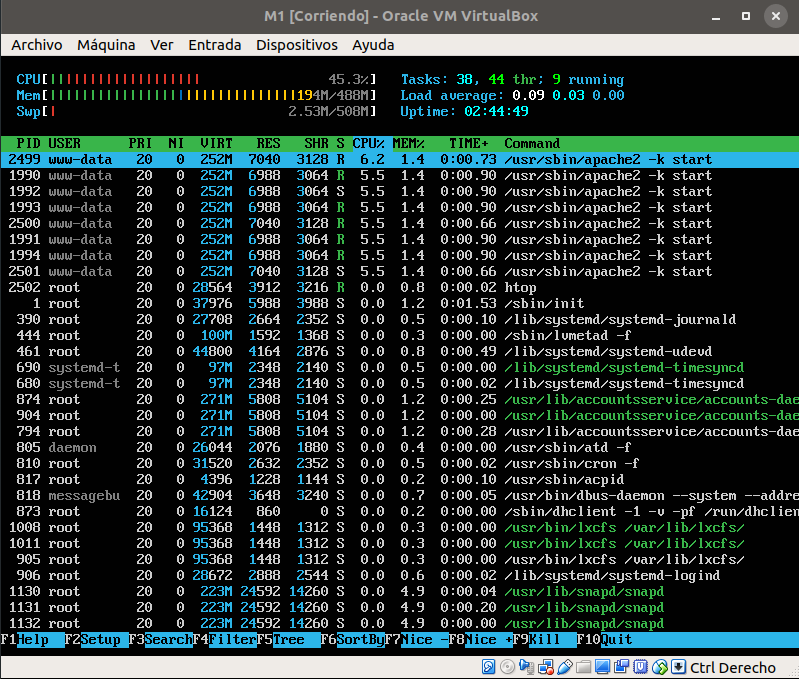 M1 [Corriendo] - Oracle VM VirtualBox
Archivo Máquina Ver Entrada Dispositivos Ayuda
CPU[||||||||||||||||||| 45.3%] Tasks: 38, 44 thr; 9 running
Mem[||||||||||||||||||||||||||||||194M/488M] Load average: 0.09 0.03 0.00
Swp[| 2.53M/508M] Uptime: 02:44:49
PID USER PRI NI VIRT RES SHR S CPU% MEM% TIME+ Command
2499 www-data 20 0 252M 7040 3128 R 6.2 1.4 0:00.73 /usr/sbin/apache2 -k start
1990 www-data 20 0 252M 6988 3064 R 5.5 1.4 0:00.90 /usr/sbin/apache2 -k start
1992 www-data 20 0 252M 6988 3064 S 5.5 1.4 0:00.90 /usr/sbin/apache2 -k start
1993 www-data 20 0 252M 6988 3064 R 5.5 1.4 0:00.90 /usr/sbin/apache2 -k start
2500 www-data 20 0 252M 7040 3128 R 5.5 1.4 0:00.66 /usr/sbin/apache2 -k start
1991 www-data 20 0 252M 6988 3064 R 5.5 1.4 0:00.90 /usr/sbin/apache2 -k start
1994 www-data 20 0 252M 6988 3064 R 5.5 1.4 0:00.90 /usr/sbin/apache2 -k start
2501 www-data 20 0 252M 7040 3128 S 5.5 1.4 0:00.66 /usr/sbin/apache2 -k start
2502 root 20 0 28564 3912 3216 R 0.0 0.8 0:00.02 htop
1 root 20 0 37976 5988 3988 S 0.0 1.2 0:01.53 /sbin/init
390 root 20 0 27708 2664 2352 S 0.0 0.5 0:00.10 /lib/systemd/systemd-journald
444 root 20 0 100M 1592 1368 S 0.0 0.3 0:00.00 /sbin/lvmetad -f
461 root 20 0 44800 4164 2876 S 0.0 0.8 0:00.49 /lib/systemd/systemd-udevd
690 systemd-t 20 0 97M 2348 2140 S 0.0 0.5 0:00.00 /lib/systemd/systemd-timesyncd
680 systemd-t 20 0 97M 2348 2140 S 0.0 0.5 0:00.02 /lib/systemd/systemd-timesyncd
874 root 20 0 271M 5808 5104 S 0.0 1.2 0:00.25 /usr/lib/accountsservice/accounts-dae
904 root 20 0 271M 5808 5104 S 0.0 1.2 0:00.00 /usr/lib/accountsservice/accounts-dae
794 root 20 0 271M 5808 5104 S 0.0 1.2 0:00.28 /usr/lib/accountsservice/accounts-dae
805 daemon 20 0 26044 2076 1880 S 0.0 0.4 0:00.00 /usr/sbin/atd -f
810 root 20 0 31520 2632 2352 S 0.0 0.5 0:00.02 /usr/sbin/cron -f
817 root 20 0 4396 1228 1144 S 0.0 0.2 0:00.10 /usr/sbin/acpid
818 messagebu 20 0 42904 3648 3240 S 0.0 0.7 0:00.05 /usr/bin/dbus-daemon --system --addre
873 root 20 0 16124 860 0 S 0.0 0.2 0:00.00 /sbin/dhclient -1 -v -pf /run/dhclien
1008 root 20 0 95368 1448 1312 S 0.0 0.3 0:00.00 /usr/bin/lxcfs /var/lib/lxcfs/
1011 root 20 0 95368 1448 1312 S 0.0 0.3 0:00.00 /usr/bin/lxcfs /var/lib/lxcfs/
905 root 20 0 95368 1448 1312 S 0.0 0.3 0:00.00 /usr/bin/lxcfs /var/lib/lxcfs/
906 root 20 0 28672 2888 2544 S 0.0 0.6 0:00.02 /lib/systemd/systemd-logind
1130 root 20 0 223M 24592 14260 S 0.0 4.9 0:00.04 /usr/lib/snapd/snapd
1131 root 20 0 223M 24592 14260 S 0.0 4.9 0:00.20 /usr/lib/snapd/snapd
1132 root 20 0 223M 24592 14260 S 0.0 4.9 0:00.00 /usr/lib/snapd/snapd
F1Help F2Setup F3SearchF4FilterF5Tree F6SortByF7Nice -F8Nice +F9Kill F10Quit
Ctrl Derecho